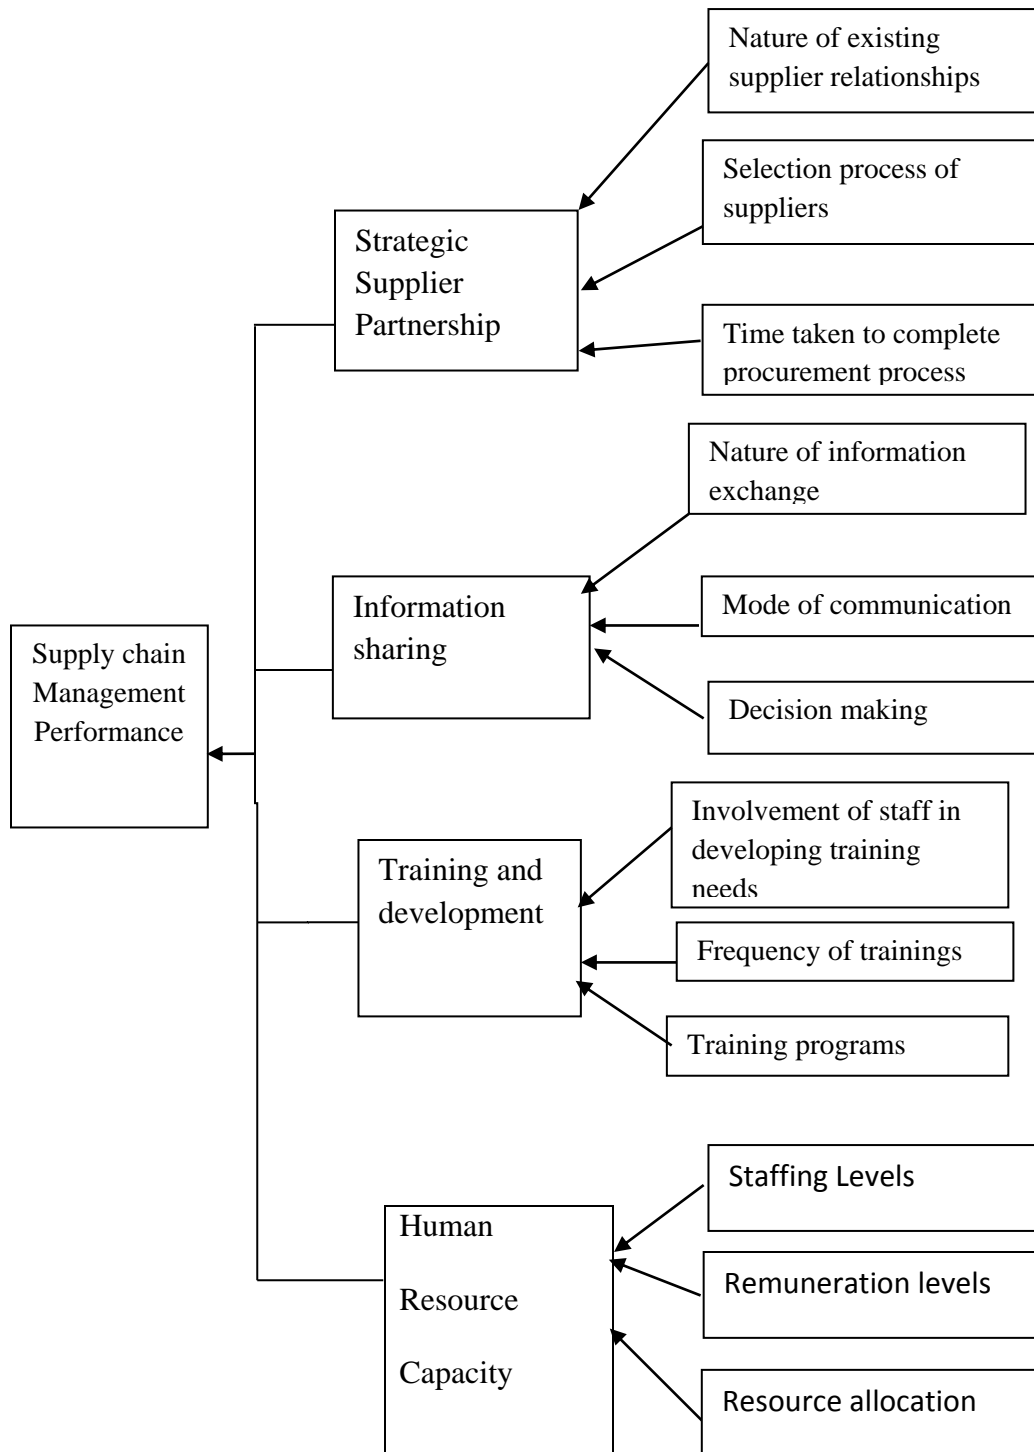 Nature of existing
supplier relationships
Selection process of
suppliers
Strategic
Supplier
Partnership
Time taken to complete
procurement process
Nature of information
exchange
Information
sharing
Mode of communication
Decision making
Supply chain
Management
Performance
Involvement of staff in
developing training
needs
Training and
development
Frequency of trainings
Training programs
Staffing Levels
Human
Resource
Capacity
Remuneration levels
Resource allocation